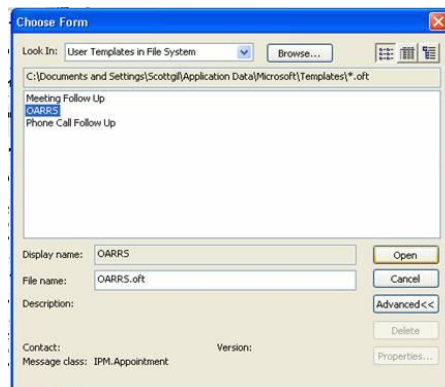 Choose Form
Look In: User Templates in File System Browse...
C:\Documents and Settings\Scottgil\Application Data\Microsoft\Templates\*.oft
Meeting Follow Up
OARRS
Phone Call Follow Up
Display name: OARRS Open
File name: OARRS.oft Cancel
Description: Advanced<<
Delete
Contact: Version:
Message class: IPM.Appointment Properties...